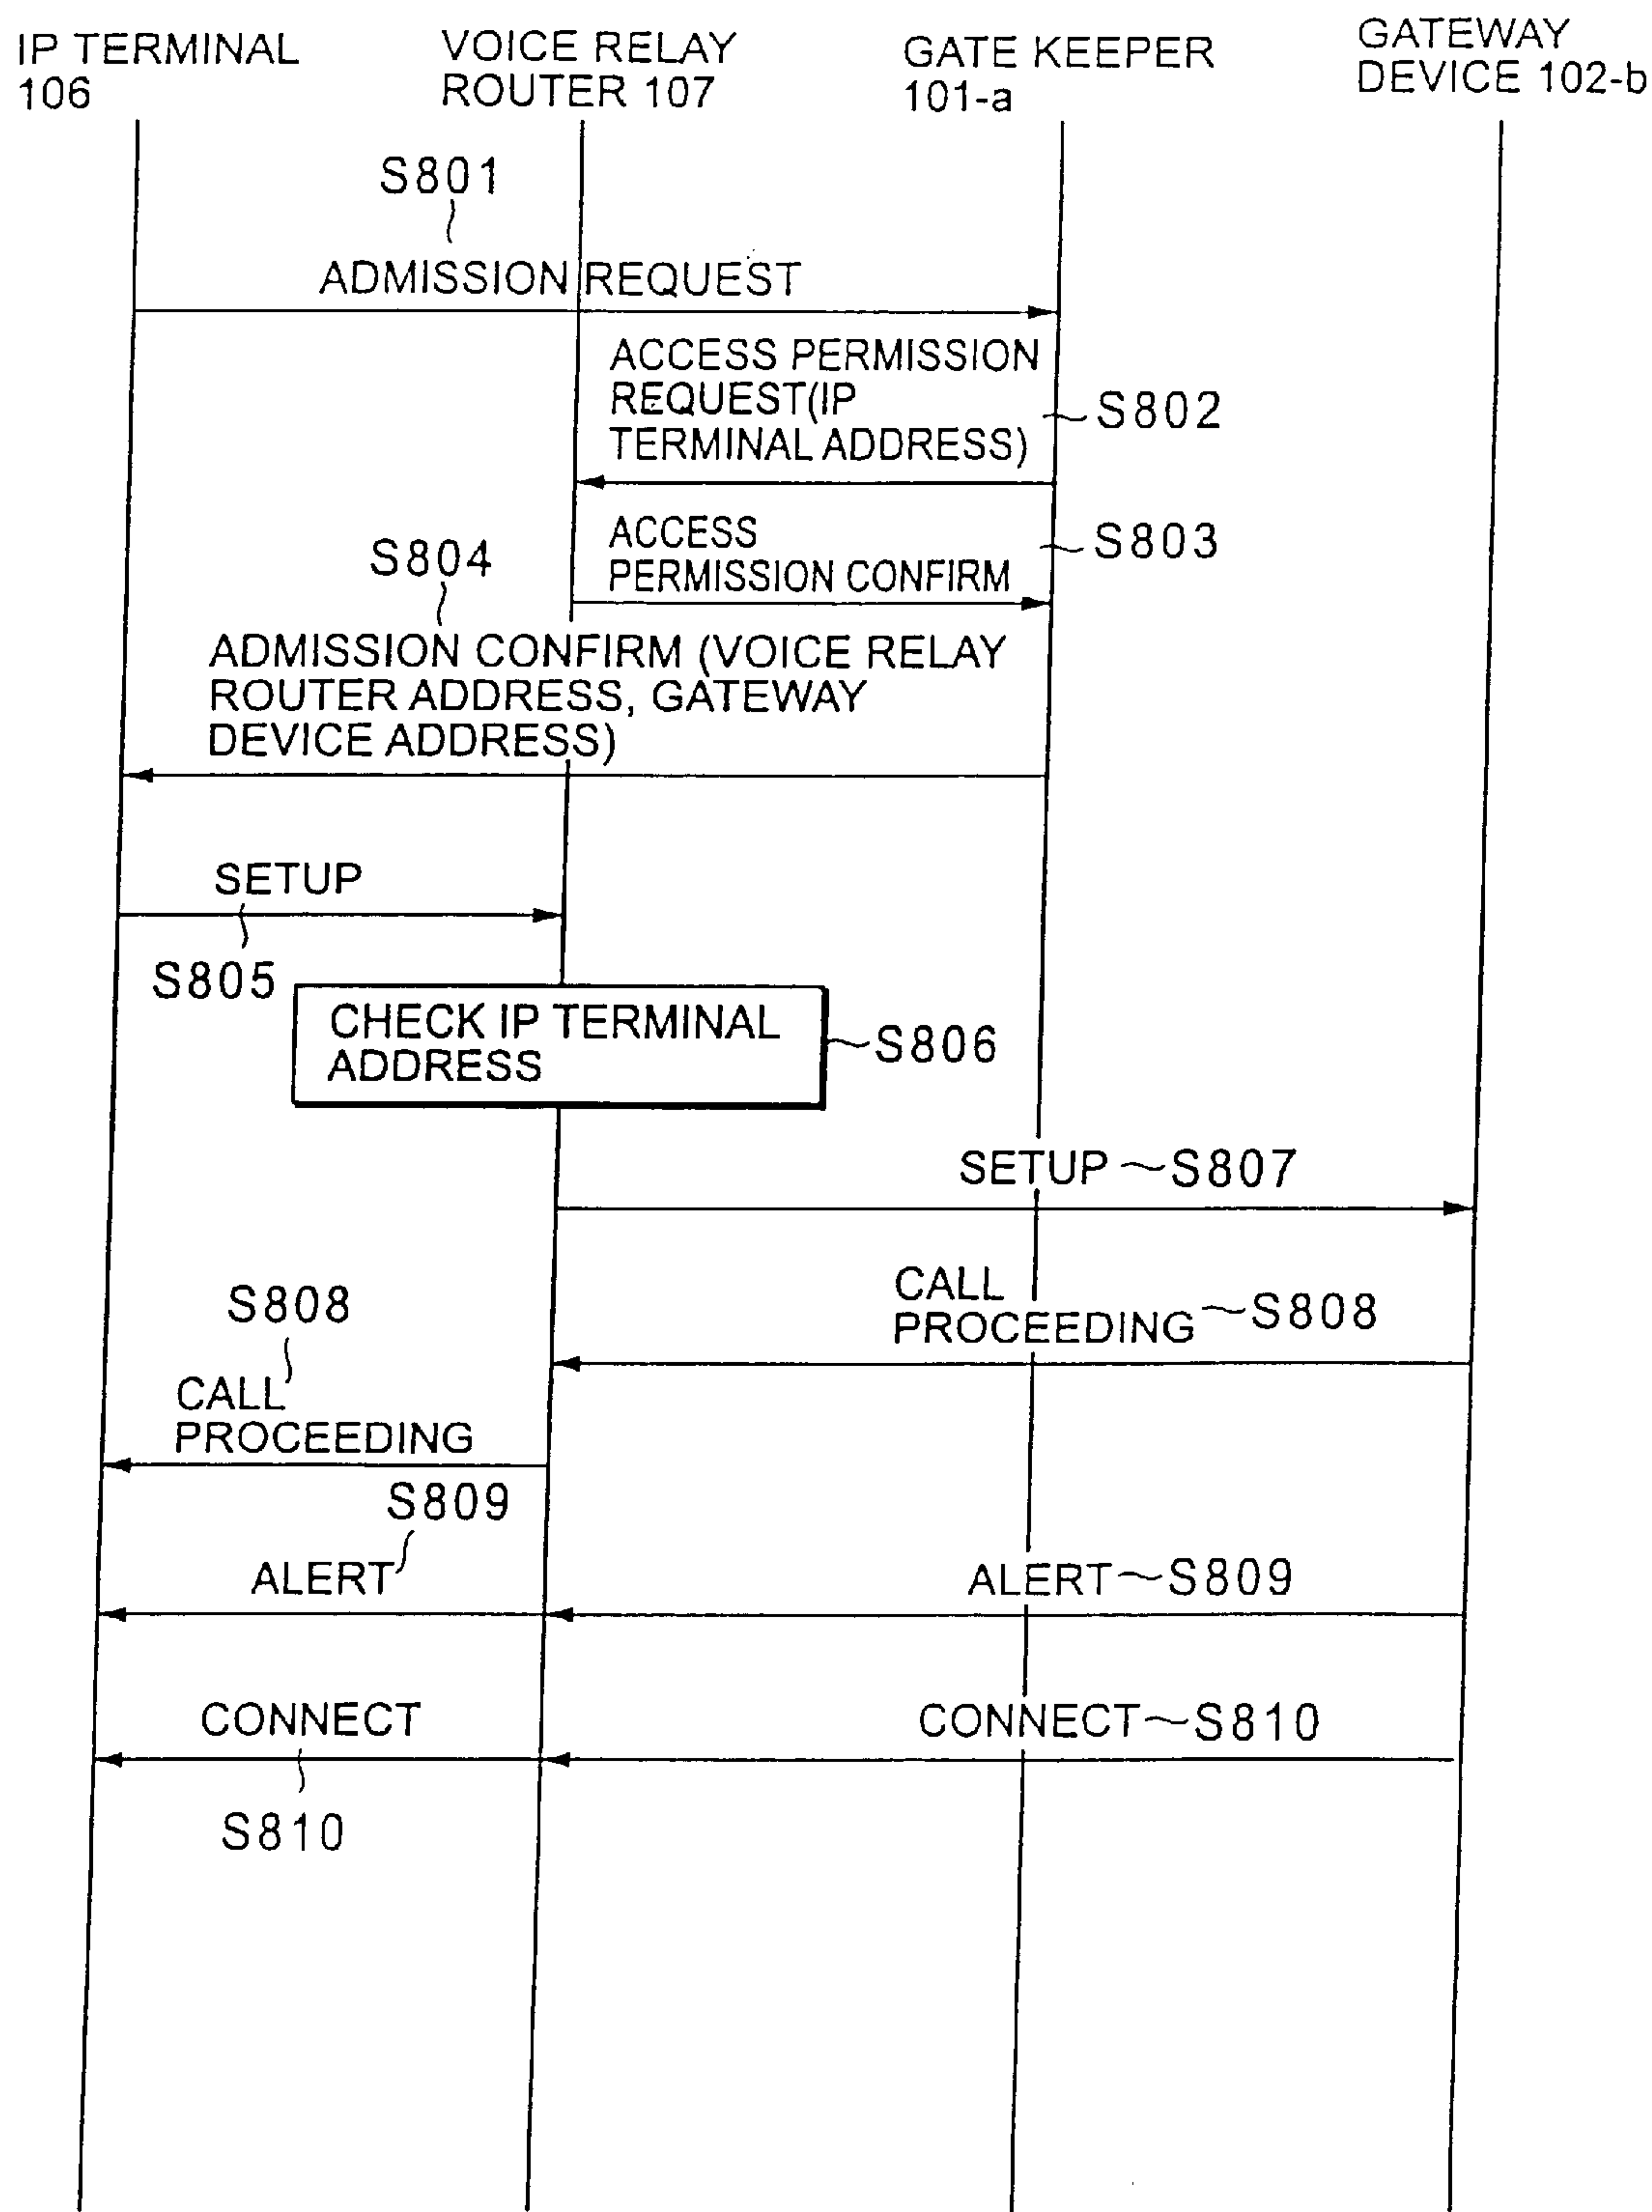 IP TERMINAL
106
VOICE RELAY
ROUTER 107
GATE KEEPER
101-a
GATEWAY
DEVICE 102-b
S801
ADMISSION REQUEST
ACCESS PERMISSION
REQUEST(IP
TERMINAL ADDRESS)
S802
ACCESS
PERMISSION CONFIRM
S803
S804
ADMISSION CONFIRM (VOICE RELAY
ROUTER ADDRESS, GATEWAY
DEVICE ADDRESS)
SETUP
S805
CHECK IP TERMINAL
ADDRESS
S806
SETUP
S807
CALL
PROCEEDING
S808
S808
CALL
PROCEEDING
S809
ALERT
ALERT
S809
CONNECT
CONNECT
S810
S810